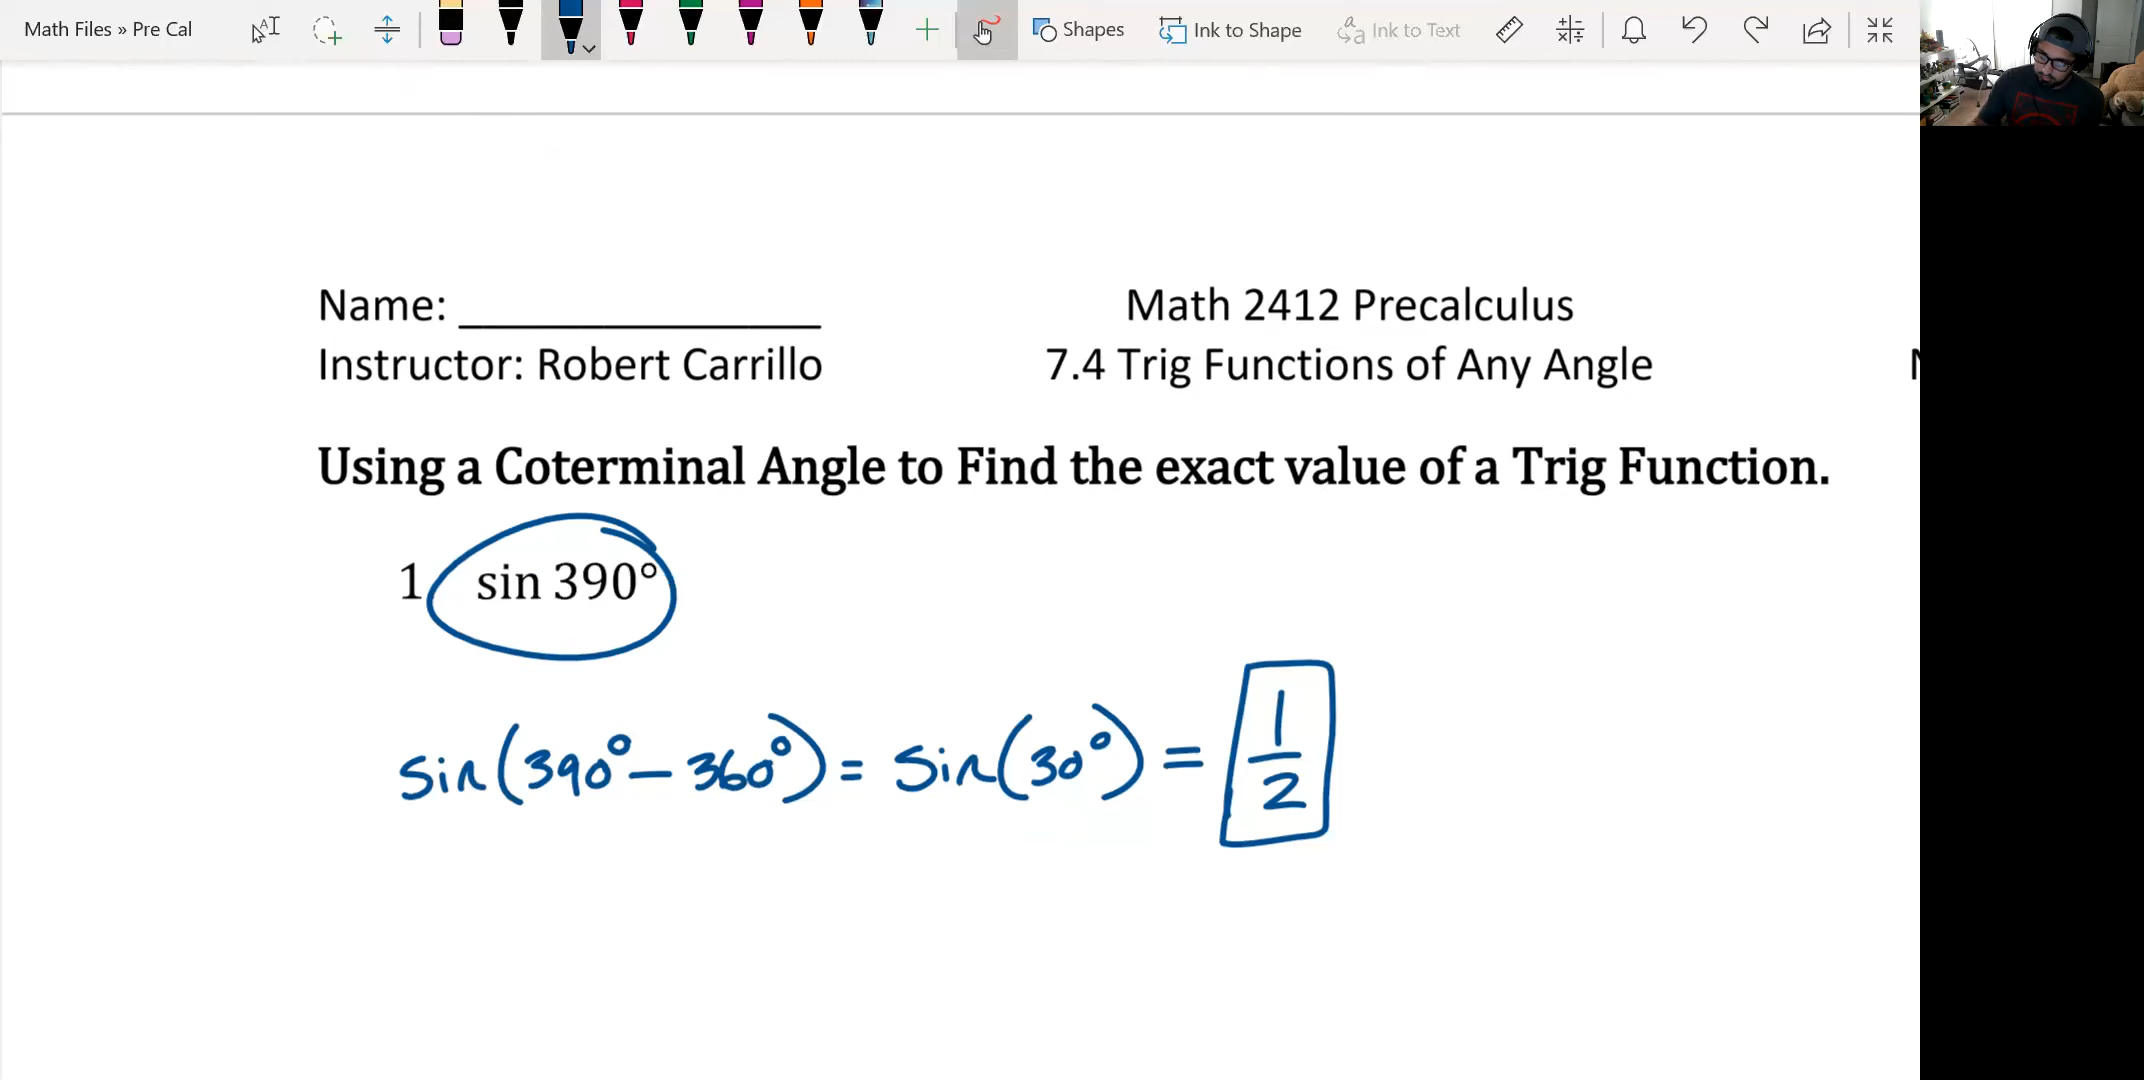 Math Files » Pre Cal Shapes Ink to Shape Ink to Text
Name: _______________ Math 2412 Precalculus
Instructor: Robert Carrillo 7.4 Trig Functions of Any Angle
Using a Coterminal Angle to Find the exact value of a Trig Function.
1 sin 390°
sin(390° – 360°) = sin(30°) = 1/2